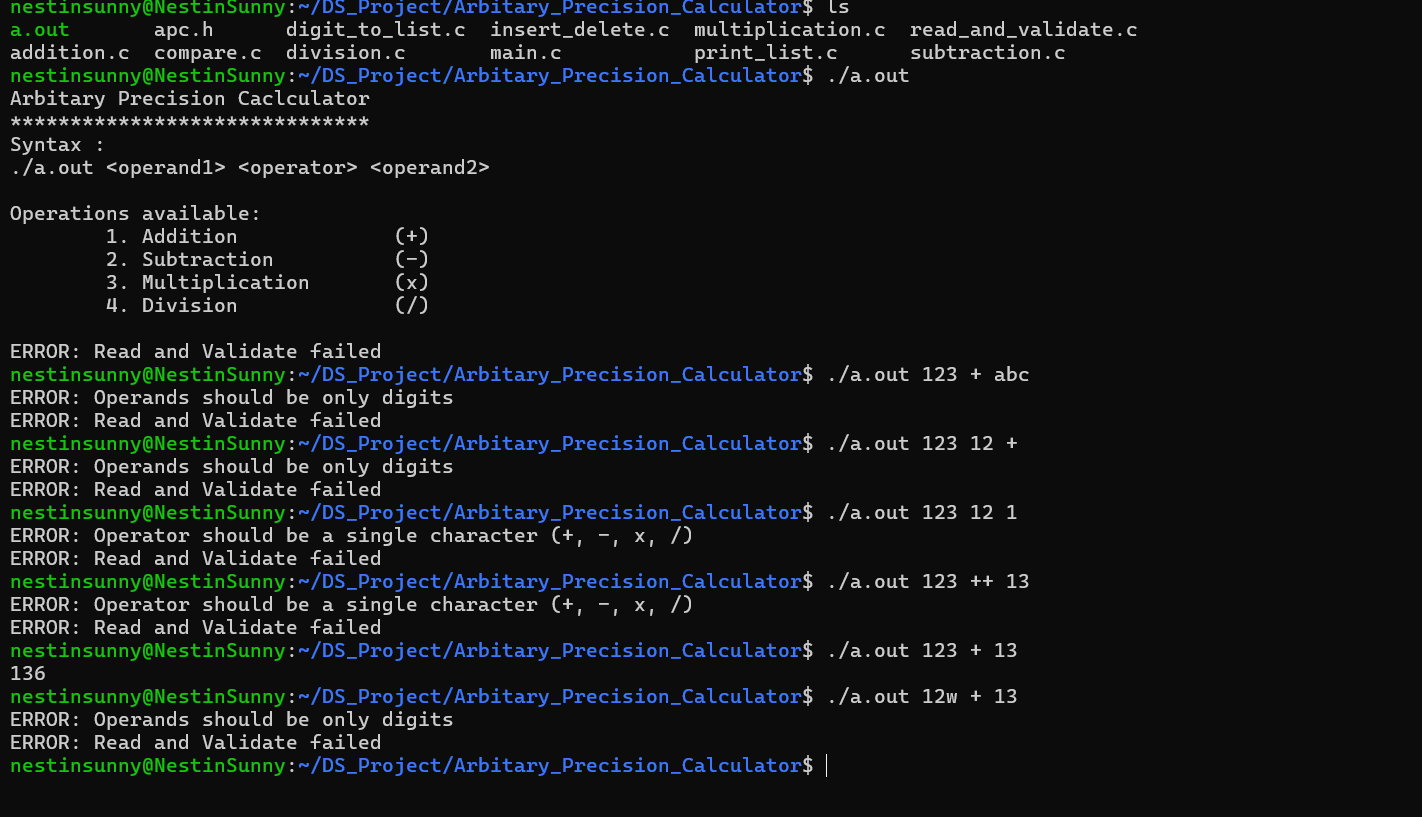 nestinsunny@NestinSunny:~/DS_Project/Arbitary_Precision_Calculator$ ls
a.out       apc.h      digit_to_list.c  insert_delete.c  multiplication.c  read_and_validate.c
addition.c  compare.c  division.c       main.c           print_list.c      subtraction.c
nestinsunny@NestinSunny:~/DS_Project/Arbitary_Precision_Calculator$ ./a.out
Arbitary Precision Caclculator
******************************
Syntax :
./a.out <operand1> <operator> <operand2>
Operations available:
        1. Addition             (+)
        2. Subtraction          (-)
        3. Multiplication       (x)
        4. Division             (/)
ERROR: Read and Validate failed
nestinsunny@NestinSunny:~/DS_Project/Arbitary_Precision_Calculator$ ./a.out 123 + abc
ERROR: Operands should be only digits
ERROR: Read and Validate failed
nestinsunny@NestinSunny:~/DS_Project/Arbitary_Precision_Calculator$ ./a.out 123 12 +
ERROR: Operands should be only digits
ERROR: Read and Validate failed
nestinsunny@NestinSunny:~/DS_Project/Arbitary_Precision_Calculator$ ./a.out 123 12 1
ERROR: Operator should be a single character (+, -, x, /)
ERROR: Read and Validate failed
nestinsunny@NestinSunny:~/DS_Project/Arbitary_Precision_Calculator$ ./a.out 123 ++ 13
ERROR: Operator should be a single character (+, -, x, /)
ERROR: Read and Validate failed
nestinsunny@NestinSunny:~/DS_Project/Arbitary_Precision_Calculator$ ./a.out 123 + 13
136
nestinsunny@NestinSunny:~/DS_Project/Arbitary_Precision_Calculator$ ./a.out 12w + 13
ERROR: Operands should be only digits
ERROR: Read and Validate failed
nestinsunny@NestinSunny:~/DS_Project/Arbitary_Precision_Calculator$